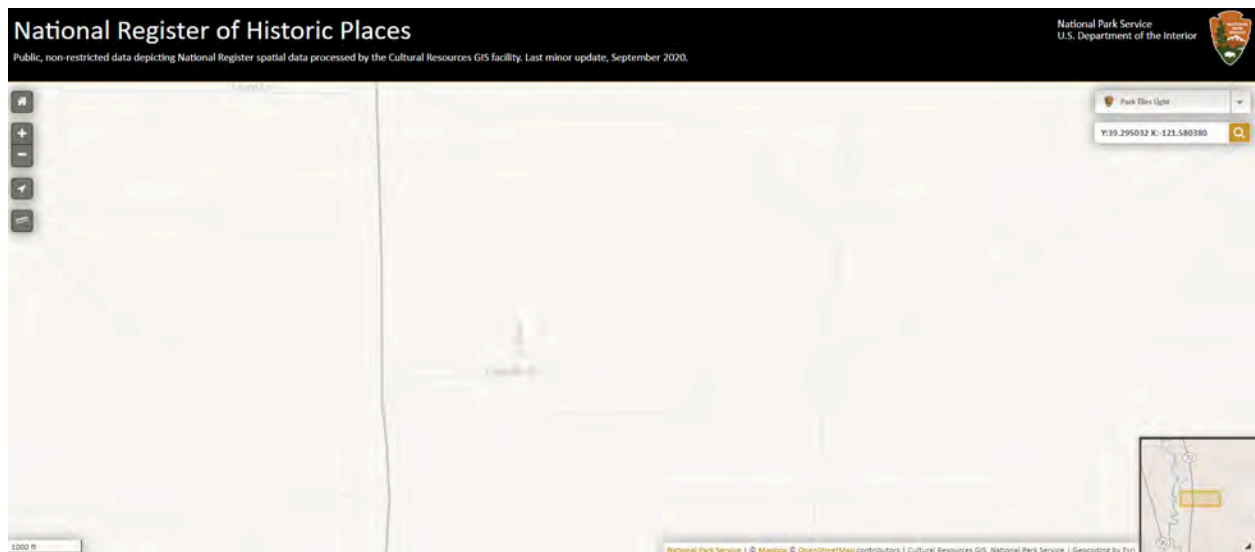 National Register of Historic Places
Public, non-restricted data depicting National Register spatial data processed by the Cultural Resources GIS facility. Last minor update, September 2020.
National Park Service
U.S. Department of the Interior
Park Tiles Light
Y:39.295032 X:-121.580380
70
1000 ft
National Park Service | © Mapbox © OpenStreetMap contributors | Cultural Resources GIS, National Park Service | Geocoding by Esri